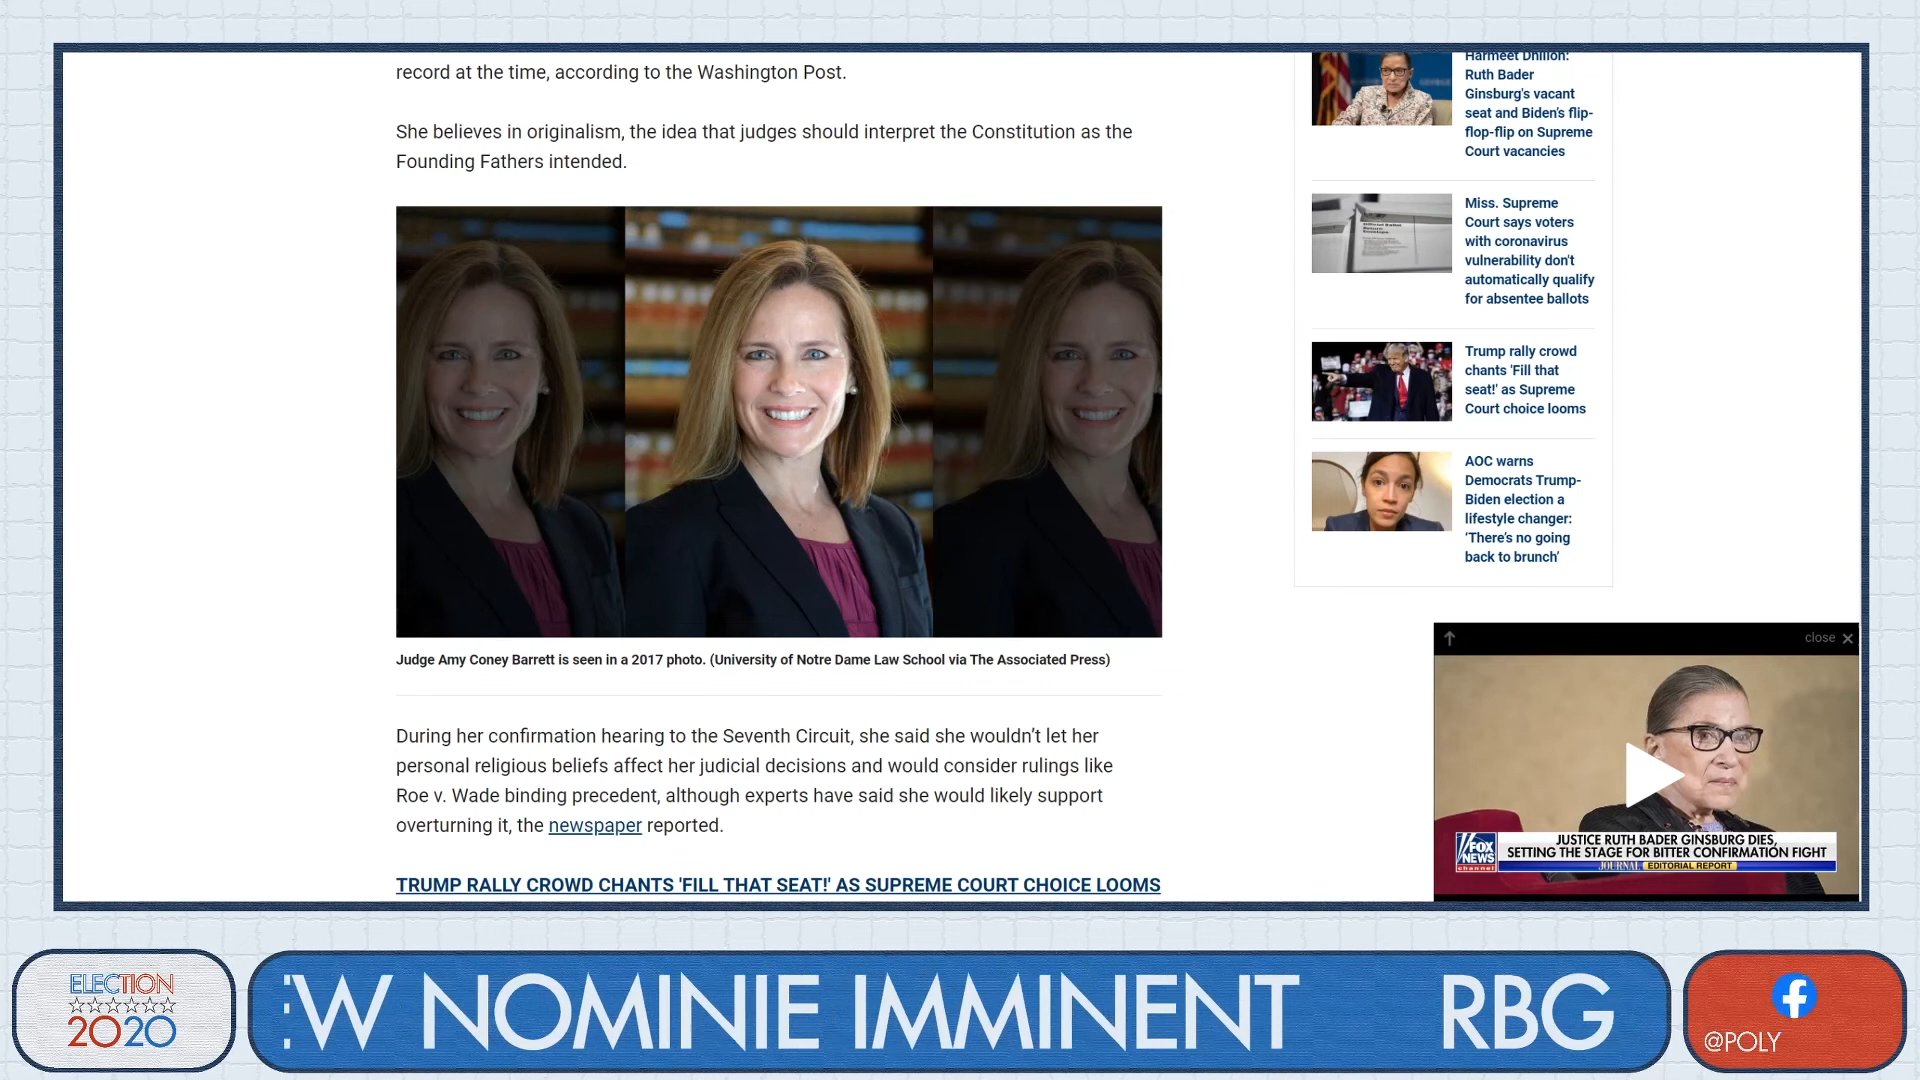 record at the time, according to the Washington Post.
She believes in originalism, the idea that judges should interpret the Constitution as the
Founding Fathers intended.
Judge Amy Coney Barrett is seen in a 2017 photo. (University of Notre Dame Law School via The Associated Press)
During her confirmation hearing to the Seventh Circuit, she said she wouldn’t let her
personal religious beliefs affect her judicial decisions and would consider rulings like
Roe v. Wade binding precedent, although experts have said she would likely support
overturning it, the newspaper reported.
TRUMP RALLY CROWD CHANTS 'FILL THAT SEAT!' AS SUPREME COURT CHOICE LOOMS
Harmeet Dhillon:
Ruth Bader
Ginsburg's vacant
seat and Biden’s flip-
flop-flip on Supreme
Court vacancies
Miss. Supreme
Court says voters
with coronavirus
vulnerability don't
automatically qualify
for absentee ballots
Trump rally crowd
chants 'Fill that
seat!' as Supreme
Court choice looms
AOC warns
Democrats Trump-
Biden election a
lifestyle changer:
‘There’s no going
back to brunch’
close
JUSTICE RUTH BADER GINSBURG DIES,
SETTING THE STAGE FOR BITTER CONFIRMATION FIGHT
FOX
NEWS
channel
JOURNAL EDITORIAL REPORT
ELECTION
2020
EW NOMINIE IMMINENT RBG
@POLY